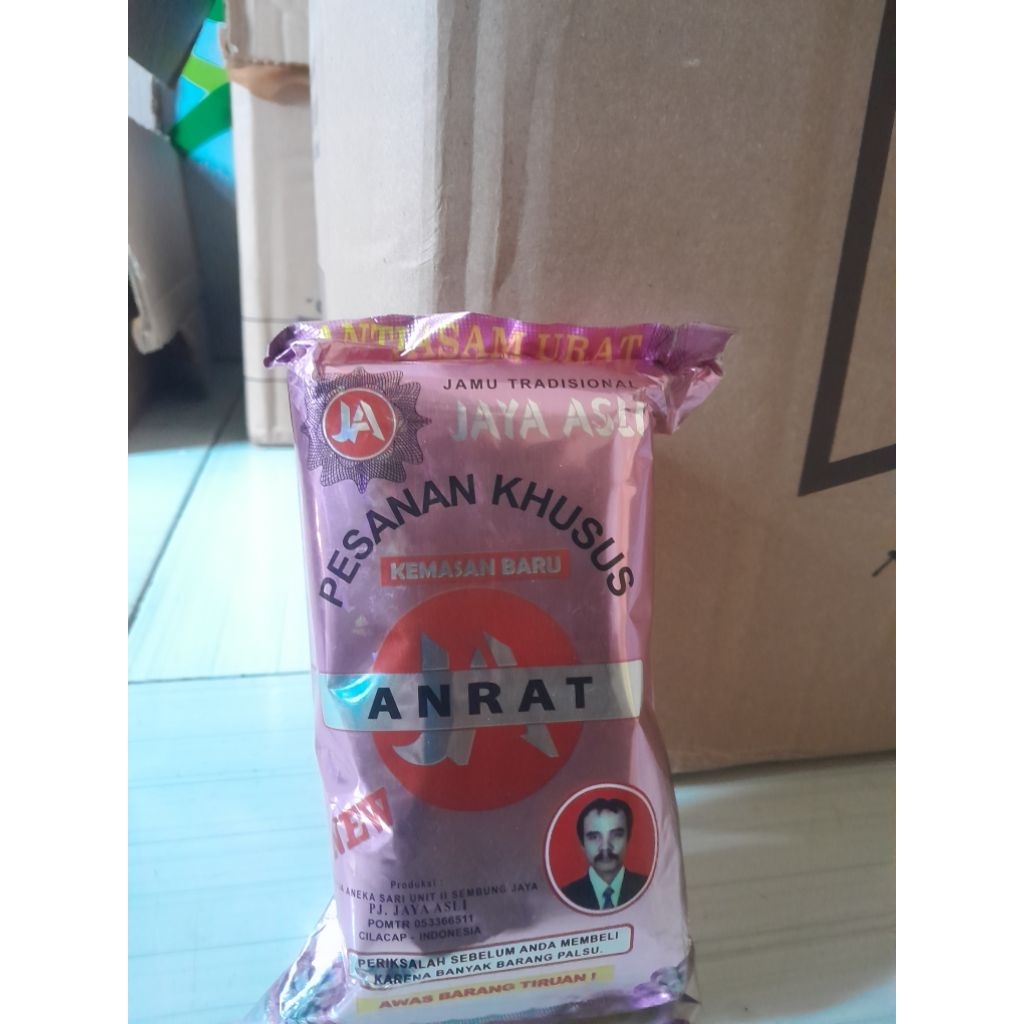 ANTI ASAM URAT
JAMU TRADISIONAL
JAYA ASLI
JA
PESANAN KHUSUS
KEMASAN BARU
JA
ANRAT
NEW
Produksi :
ANEKA SARI UNIT II SEMBUNG JAYA
PJ. JAYA ASLI
POMTR 053366511
CILACAP - INDONESIA
PERIKSALAH SEBELUM ANDA MEMBELI
KARENA BANYAK BARANG PALSU.
AWAS BARANG TIRUAN !